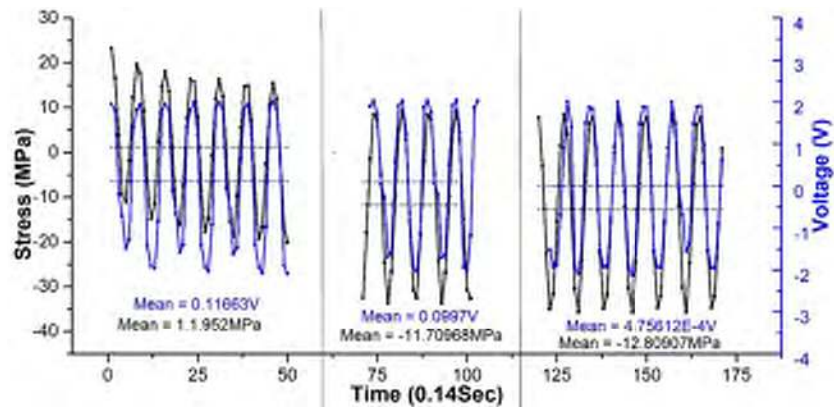 30
20
10
0
-10
-20
-30
-40
Stress (MPa)
4
3
2
1
0
-1
-2
-3
-4
Voltage (V)
Mean = 0.11663V
Mean = 1.1.952MPa
Mean = 0.0997V
Mean = -11.70968MPa
Mean = 4.75612E-4V
Mean = -12.80907MPa
0
25
50
75
100
125
150
175
Time (0.14Sec)